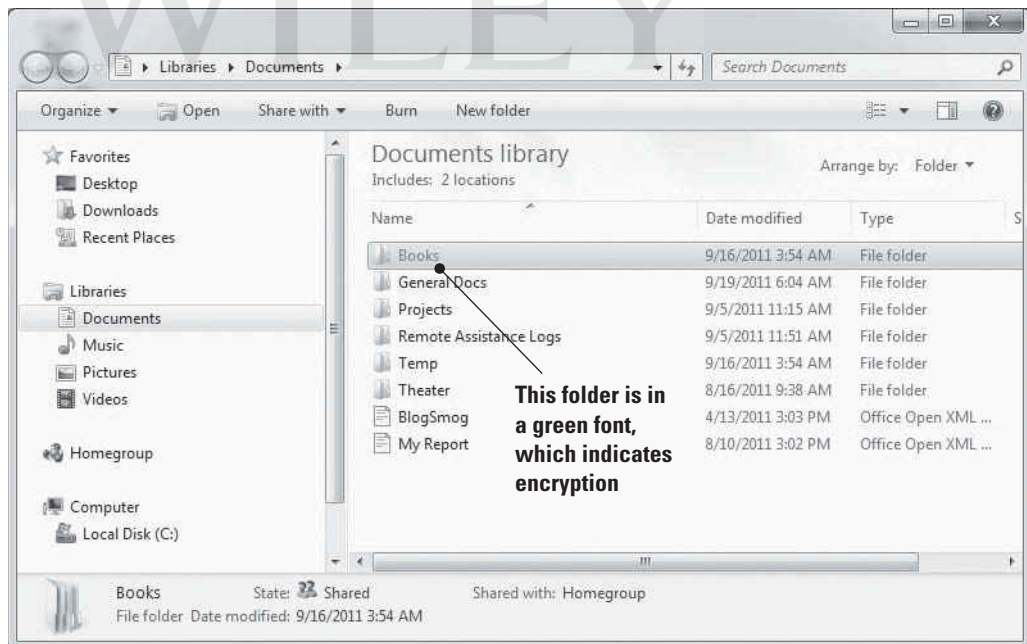 WILEY
Libraries ▸ Documents ▸
Search Documents
Organize ▾ Open Share with ▾ Burn New folder
Favorites
Desktop
Downloads
Recent Places
Libraries
Documents
Music
Pictures
Videos
Homegroup
Computer
Local Disk (C:)
Documents library
Includes: 2 locations
Arrange by: Folder ▾
Name Date modified Type S
Books 9/16/2011 3:54 AM File folder
General Docs 9/19/2011 6:04 AM File folder
Projects 9/5/2011 11:15 AM File folder
Remote Assistance Logs 9/5/2011 11:51 AM File folder
Temp 9/16/2011 3:54 AM File folder
Theater 8/16/2011 9:38 AM File folder
BlogSmog 4/13/2011 3:03 PM Office Open XML ...
My Report 8/10/2011 3:02 PM Office Open XML ...
This folder is in
a green font,
which indicates
encryption
Books State: Shared Shared with: Homegroup
File folder Date modified: 9/16/2011 3:54 AM